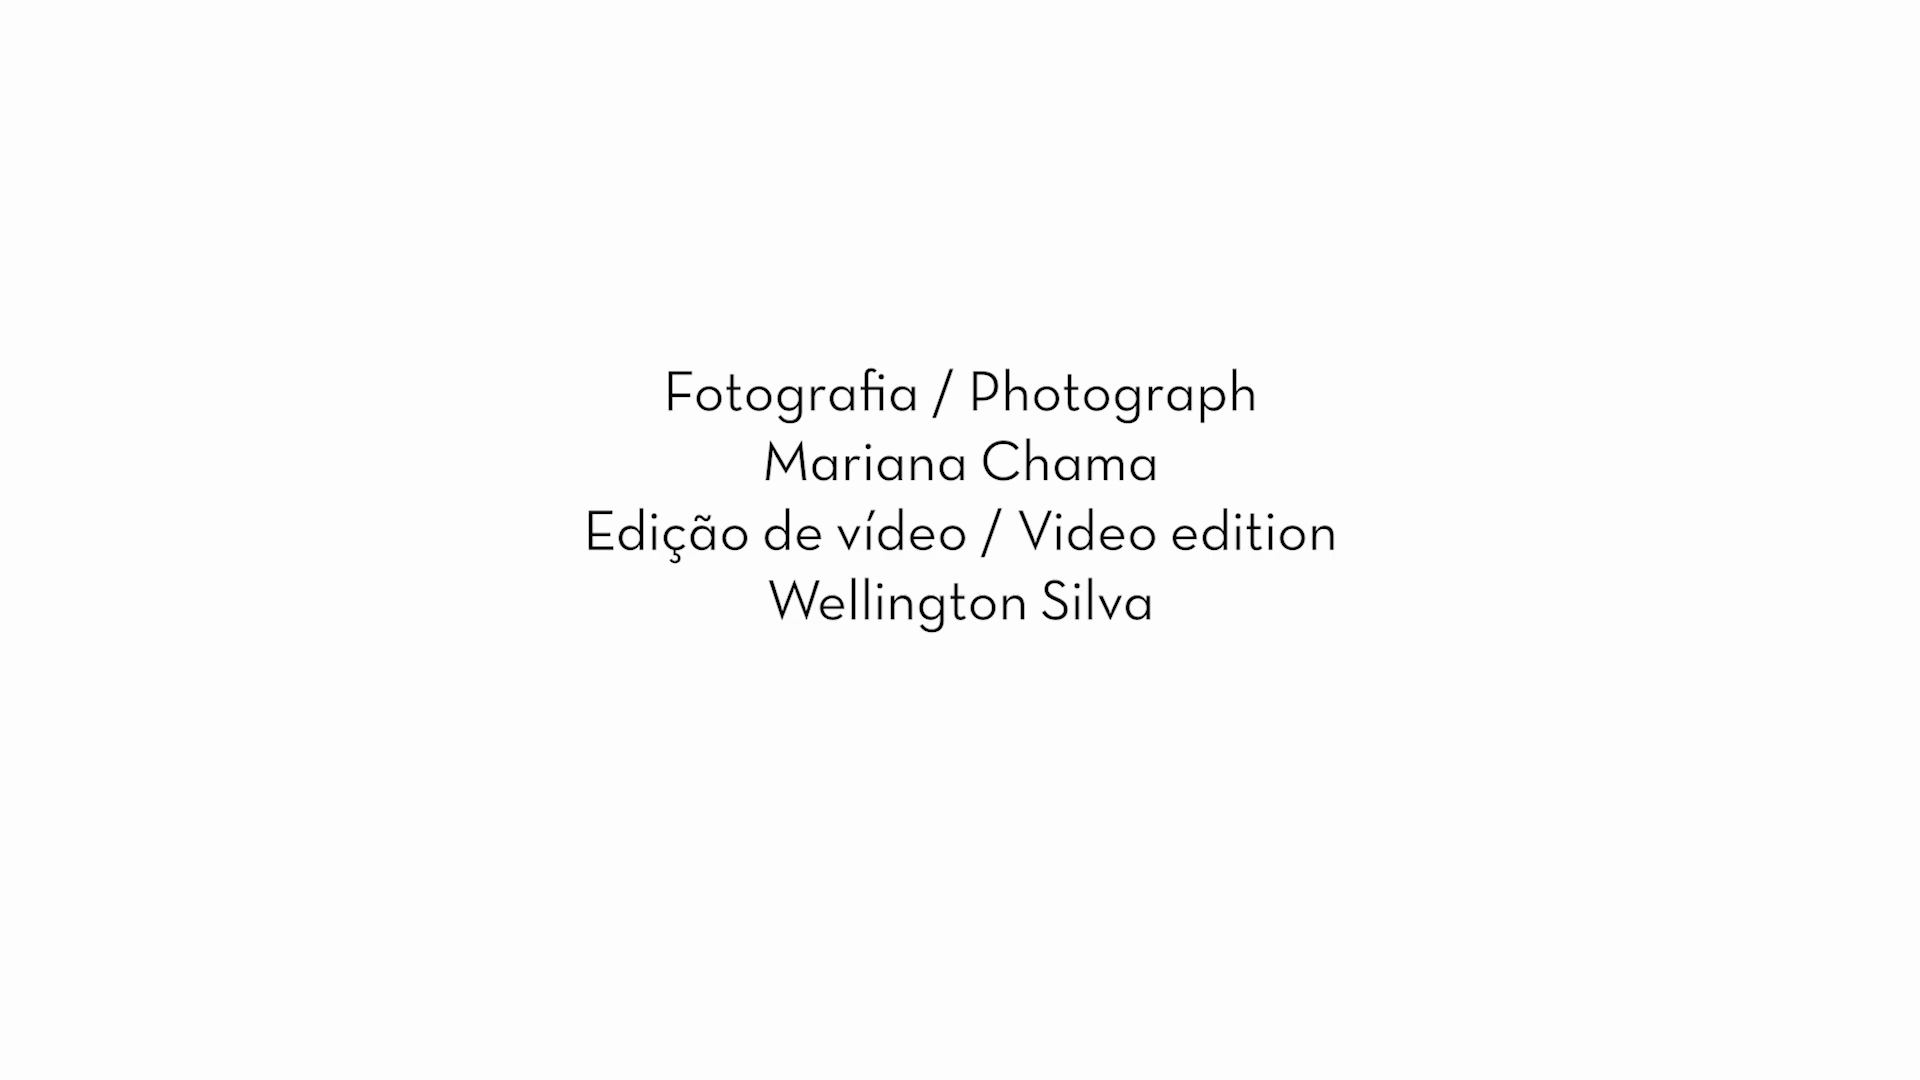 Fotografia / Photograph
Mariana Chama
Edição de vídeo / Video edition
Wellington Silva